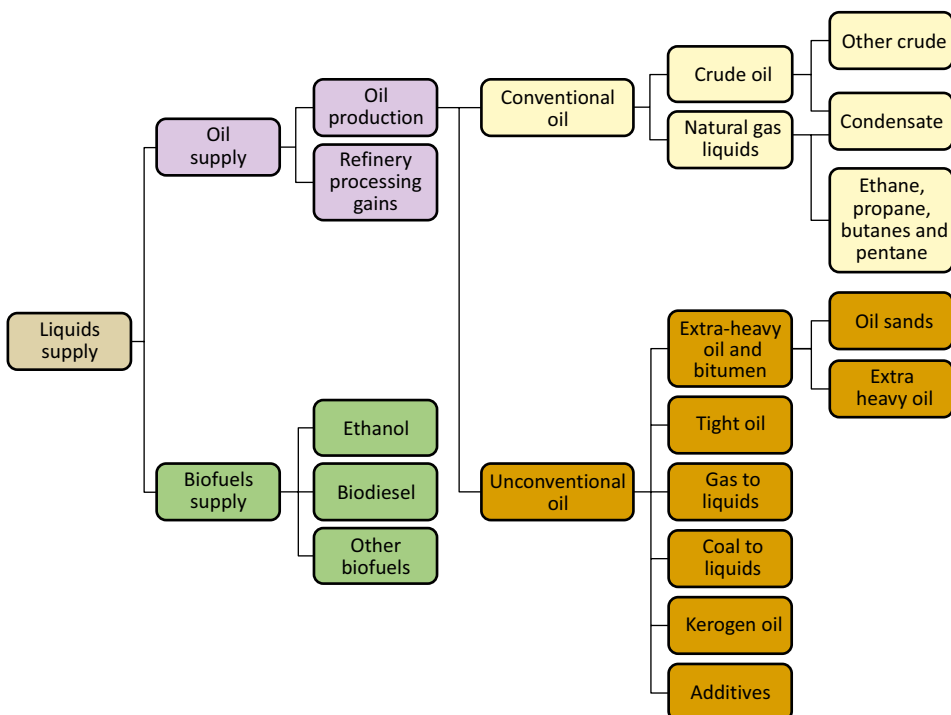 Liquids
supply
Oil
supply
Biofuels
supply
Oil
production
Refinery
processing
gains
Ethanol
Biodiesel
Other
biofuels
Conventional
oil
Unconventional
oil
Crude oil
Natural gas
liquids
Extra-heavy
oil and
bitumen
Tight oil
Gas to
liquids
Coal to
liquids
Kerogen oil
Additives
Other crude
Condensate
Ethane,
propane,
butanes and
pentane
Oil sands
Extra
heavy oil